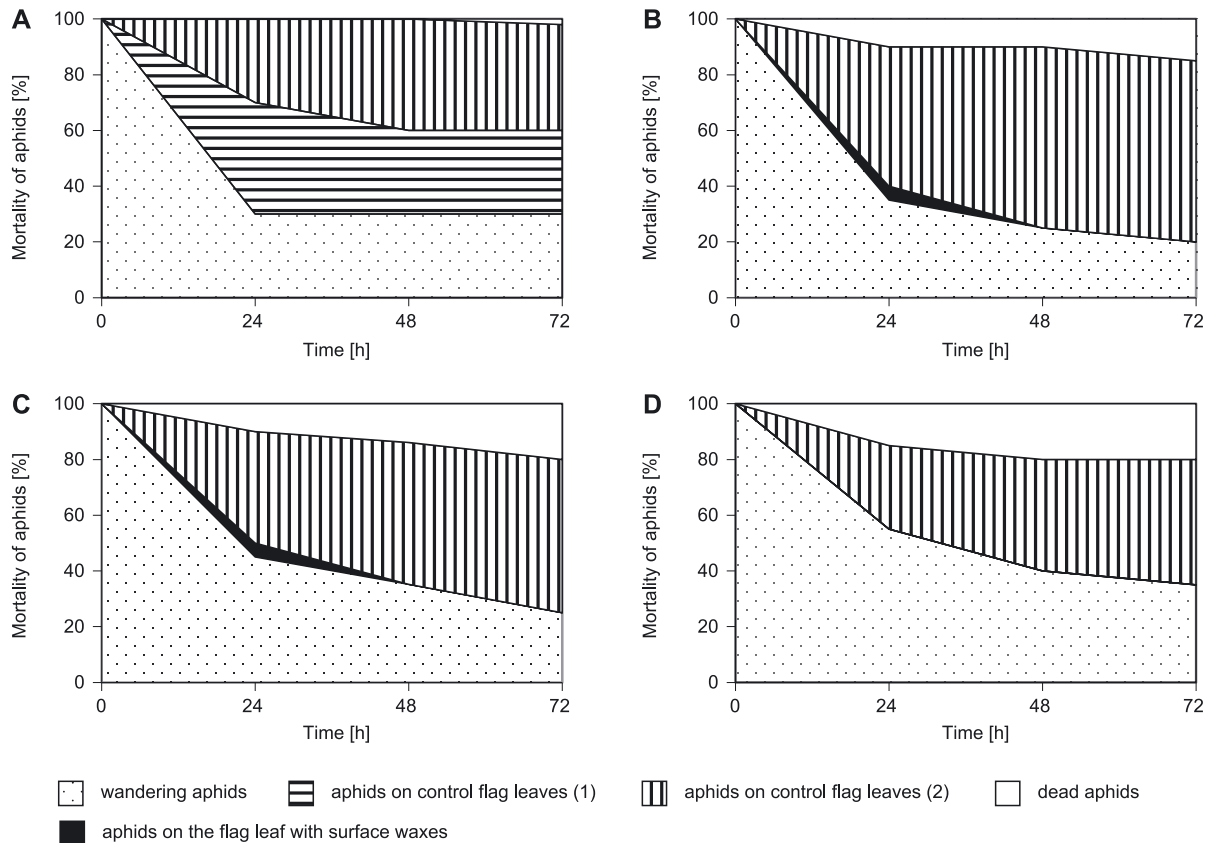 A
Mortality of aphids [%]
100
80
60
40
20
0
0 24 48 72
Time [h]
B
Mortality of aphids [%]
100
80
60
40
20
0
0 24 48 72
Time [h]
C
Mortality of aphids [%]
100
80
60
40
20
0
0 24 48 72
Time [h]
D
Mortality of aphids [%]
100
80
60
40
20
0
0 24 48 72
Time [h]
wandering aphids aphids on control flag leaves (1) aphids on control flag leaves (2) dead aphids
aphids on the flag leaf with surface waxes